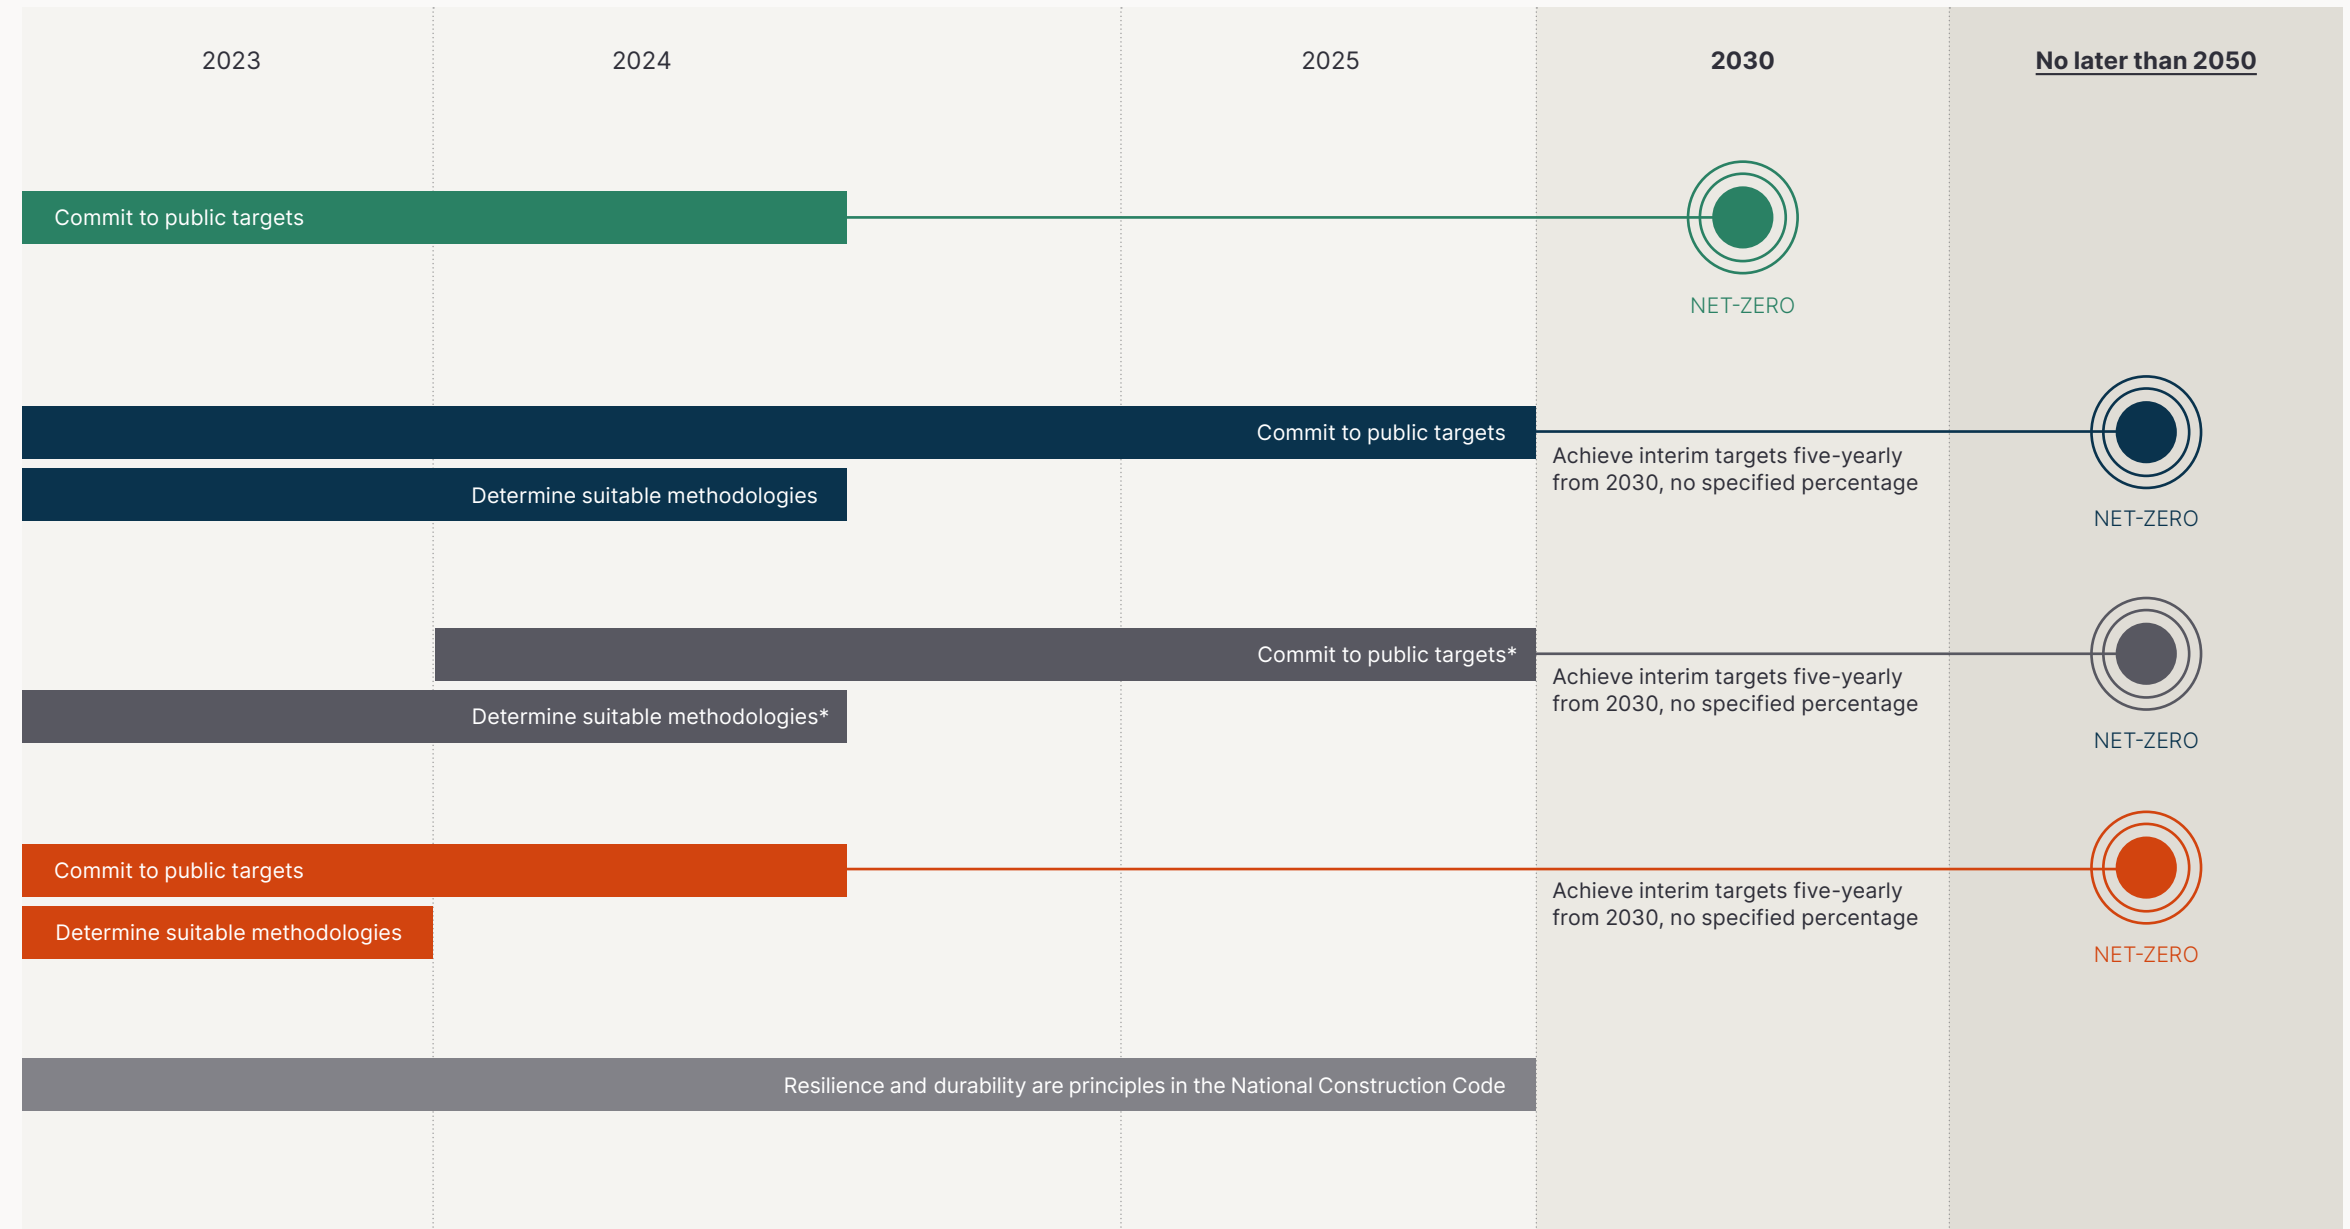 2023
2024
2025
2030
No later than 2050
Commit to public targets
NET-ZERO
Commit to public targets
Achieve interim targets five-yearly
from 2030, no specified percentage
Determine suitable methodologies
NET-ZERO
Commit to public targets*
Achieve interim targets five-yearly
from 2030, no specified percentage
Determine suitable methodologies*
NET-ZERO
Commit to public targets
Achieve interim targets five-yearly
from 2030, no specified percentage
Determine suitable methodologies
NET-ZERO
Resilience and durability are principles in the National Construction Code